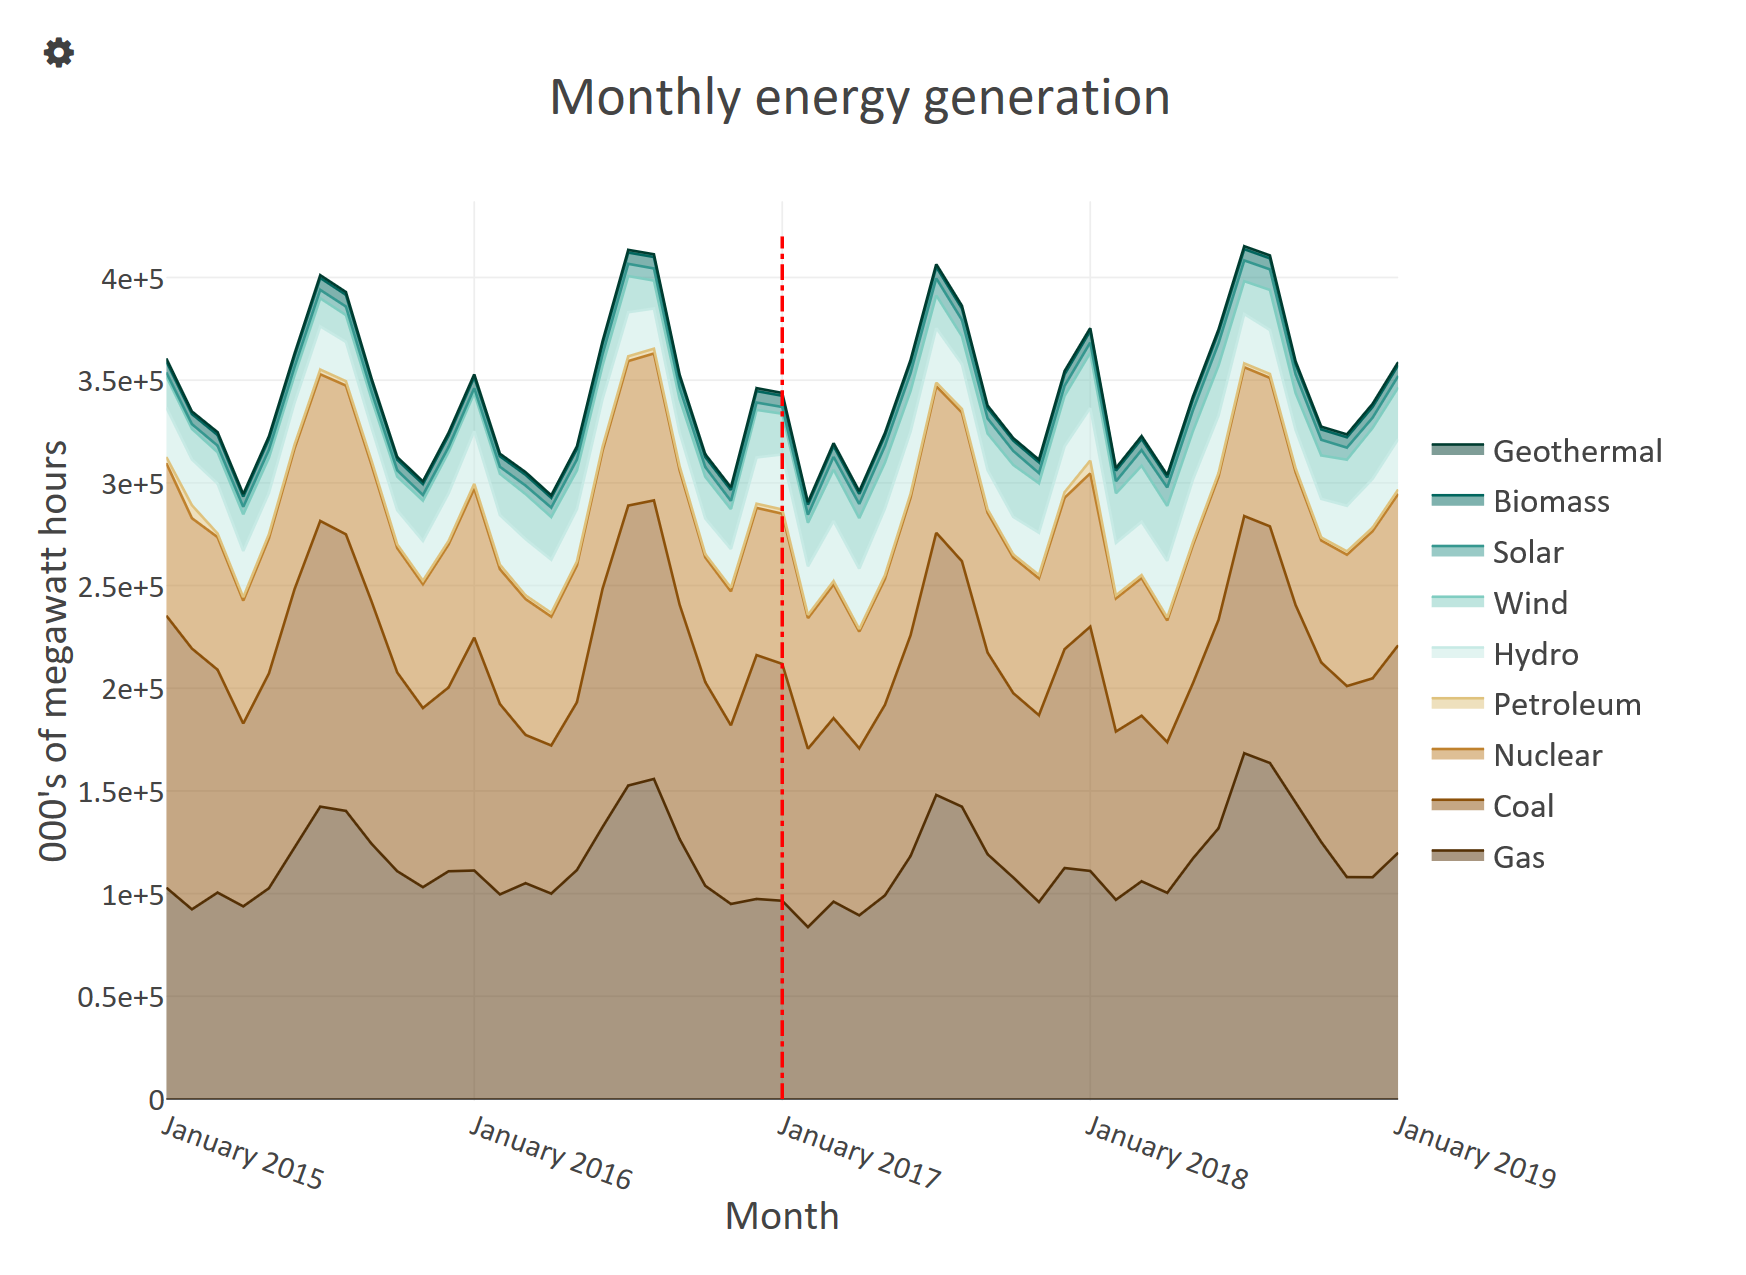 Monthly energy generation
000's of megawatt hours
4e+5
3.5e+5
3e+5
2.5e+5
2e+5
1.5e+5
1e+5
0.5e+5
0
January 2015
January 2016
January 2017
January 2018
January 2019
Month
Geothermal
Biomass
Solar
Wind
Hydro
Petroleum
Nuclear
Coal
Gas